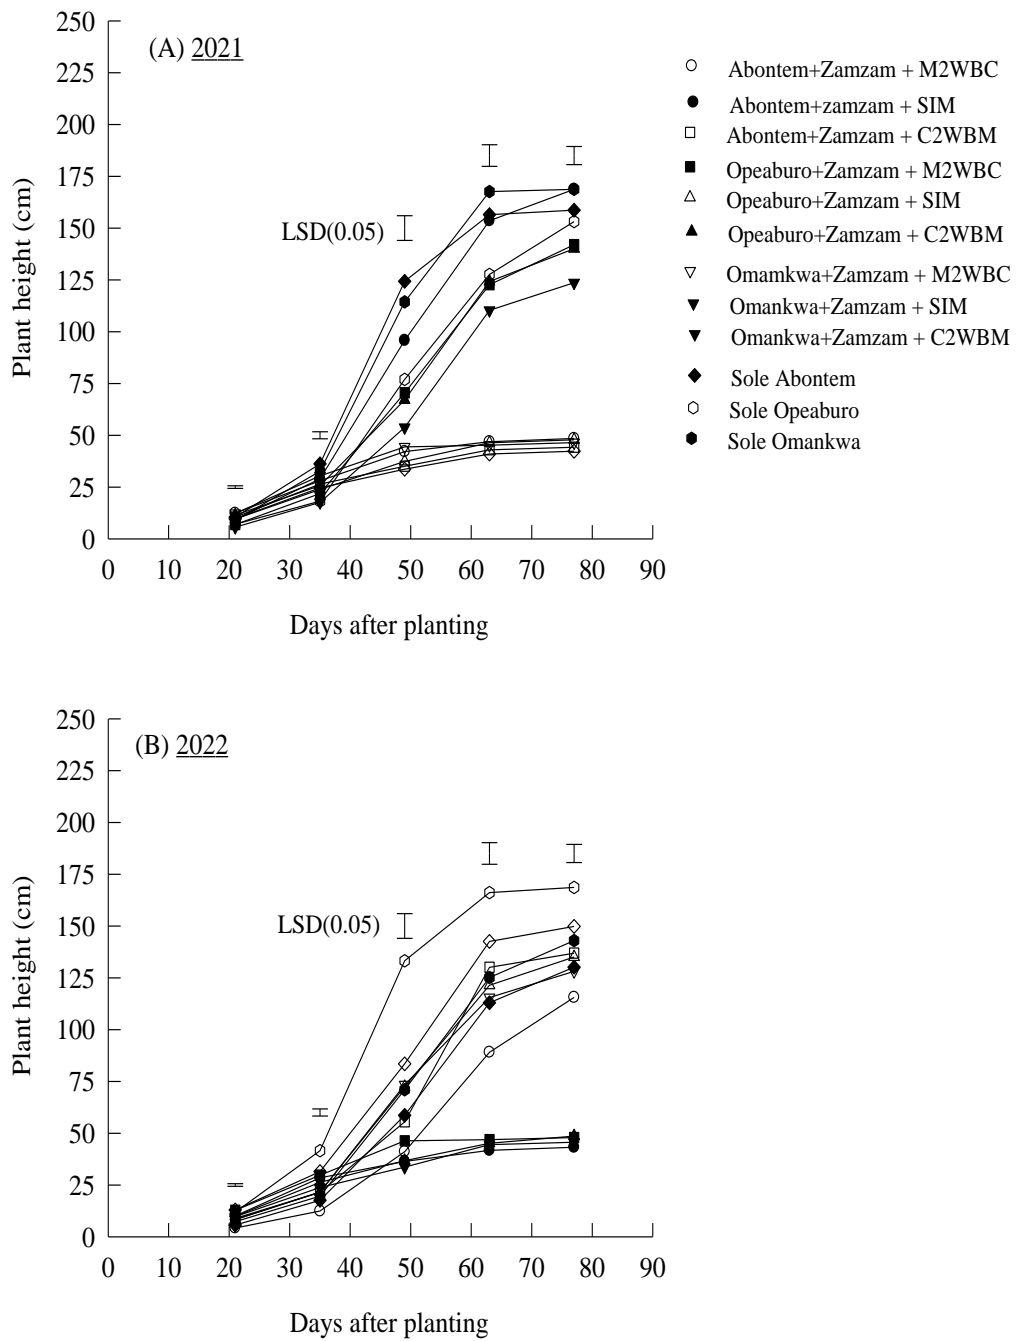 (A) 2021
250
225
200
175
150
125
100
75
50
25
0
Plant height (cm)
LSD(0.05)
0 10 20 30 40 50 60 70 80 90
Days after planting
Abontem+Zamzam + M2WBC
Abontem+zamzam + SIM
Abontem+Zamzam + C2WBM
Opeaburo+Zamzam + M2WBC
Opeaburo+Zamzam + SIM
Opeaburo+Zamzam + C2WBM
Omamkwa+Zamzam + M2WBC
Omankwa+Zamzam + SIM
Omankwa+Zamzam + C2WBM
Sole Abontem
Sole Opeaburo
Sole Omankwa
(B) 2022
250
225
200
175
150
125
100
75
50
25
0
Plant height (cm)
LSD(0.05)
0 10 20 30 40 50 60 70 80 90
Days after planting